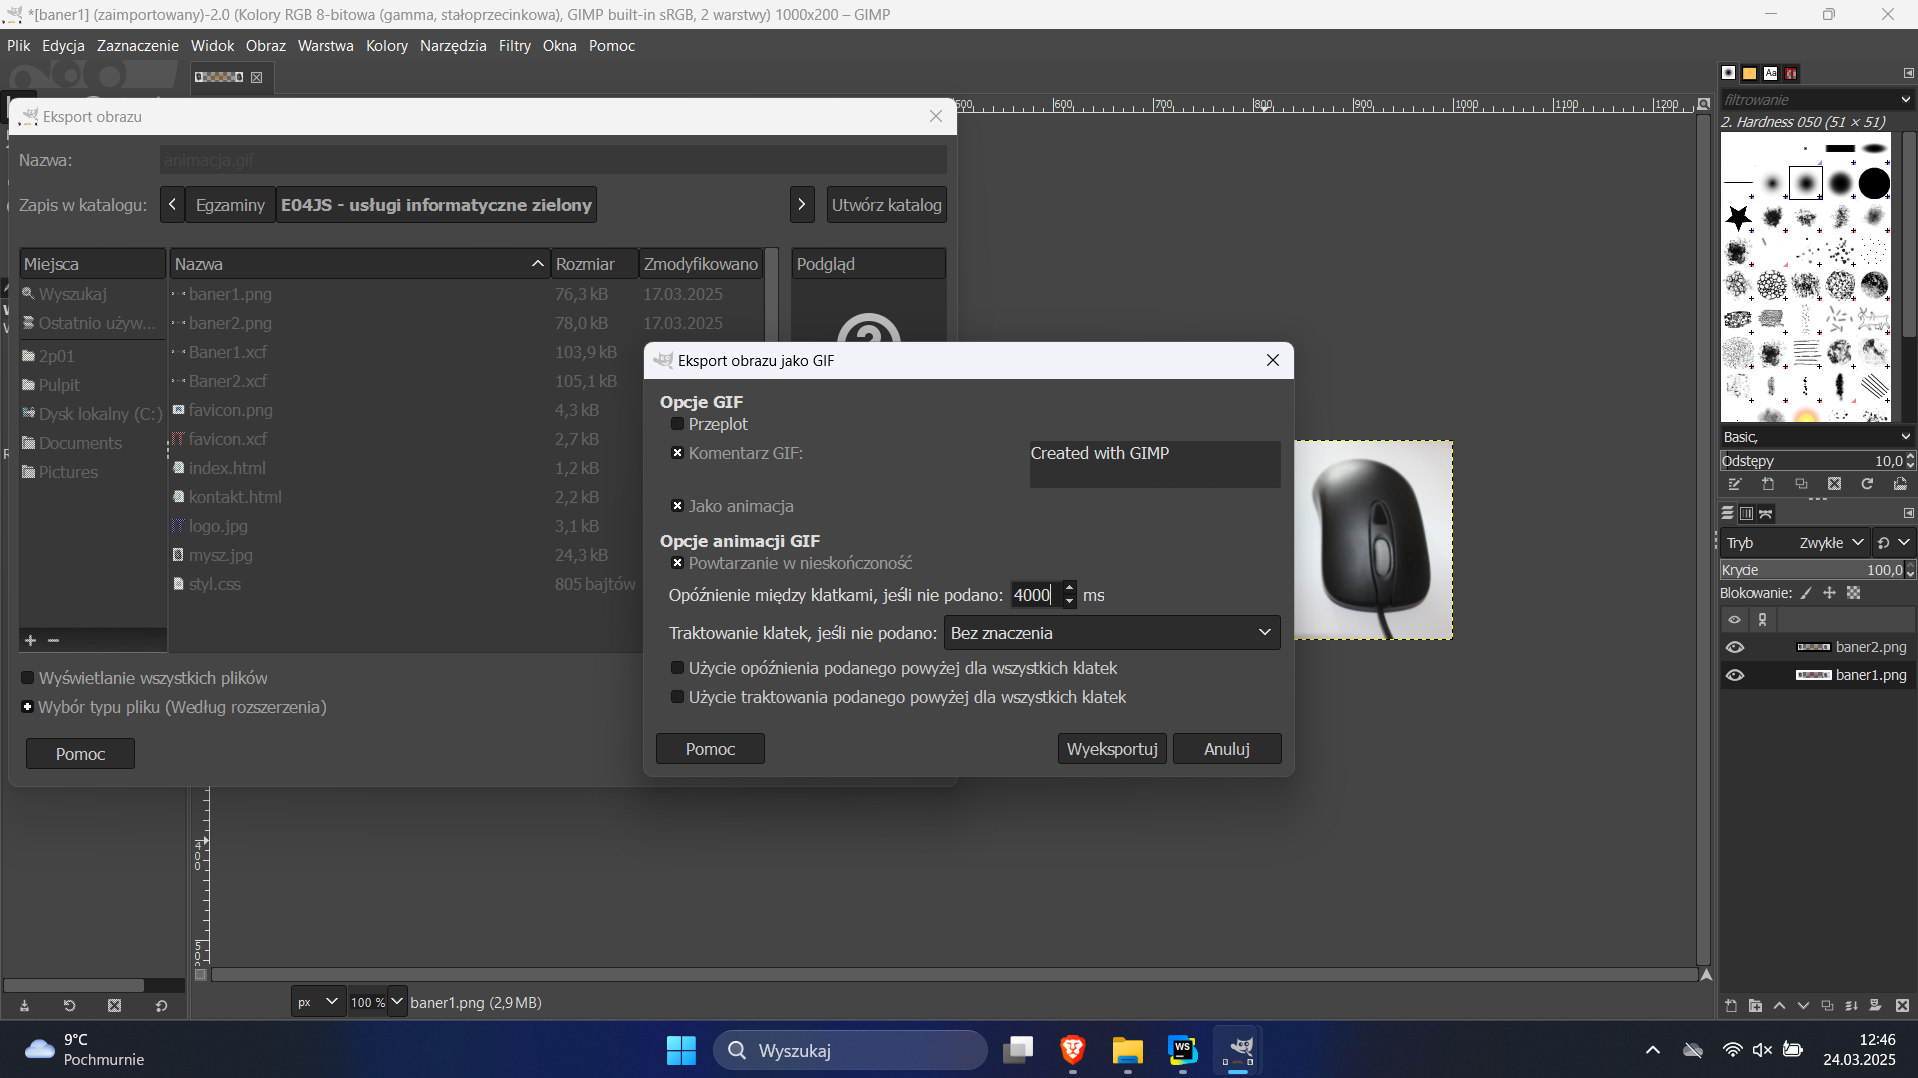 *[baner1] (zaimportowany)-2.0 (Kolory RGB 8-bitowa (gamma, stałoprzecinkowa), GIMP built-in sRGB, 2 warstwy) 1000x200 – GIMP
Plik Edycja Zaznaczenie Widok Obraz Warstwa Kolory Narzędzia Filtry Okna Pomoc
600 700 800 900 1000 1100 1200
Eksport obrazu
Nazwa: animacja.gif
Zapis w katalogu: Egzaminy E04JS - usługi informatyczne zielony Utwórz katalog
Miejsca
Wyszukaj
Ostatnio używ...
2p01
Pulpit
Dysk lokalny (C:)
Documents
Pictures
Nazwa Rozmiar Zmodyfikowano
baner1.png 76,3 kB 17.03.2025
baner2.png 78,0 kB 17.03.2025
Baner1.xcf 103,9 kB
Baner2.xcf 105,1 kB
favicon.png 4,3 kB
favicon.xcf 2,7 kB
index.html 1,2 kB
kontakt.html 2,2 kB
logo.jpg 3,1 kB
mysz.jpg 24,3 kB
styl.css 805 bajtów
Podgląd
Wyświetlanie wszystkich plików
Wybór typu pliku (Według rozszerzenia)
Pomoc
Eksport obrazu jako GIF
Opcje GIF
Przeplot
Komentarz GIF: Created with GIMP
Jako animacja
Opcje animacji GIF
Powtarzanie w nieskończoność
Opóźnienie między klatkami, jeśli nie podano: 4000 ms
Traktowanie klatek, jeśli nie podano: Bez znaczenia
Użycie opóźnienia podanego powyżej dla wszystkich klatek
Użycie traktowania podanego powyżej dla wszystkich klatek
Pomoc Wyeksportuj Anuluj
400
px 100 % baner1.png (2,9 MB)
Aa
filtrowanie
2. Hardness 050 (51 × 51)
Basic,
Odstępy 10,0
Tryb Zwykłe
Krycie 100,0
Blokowanie:
baner2.png
baner1.png
9°C
Pochmurnie
Wyszukaj
WS
12:46
24.03.2025